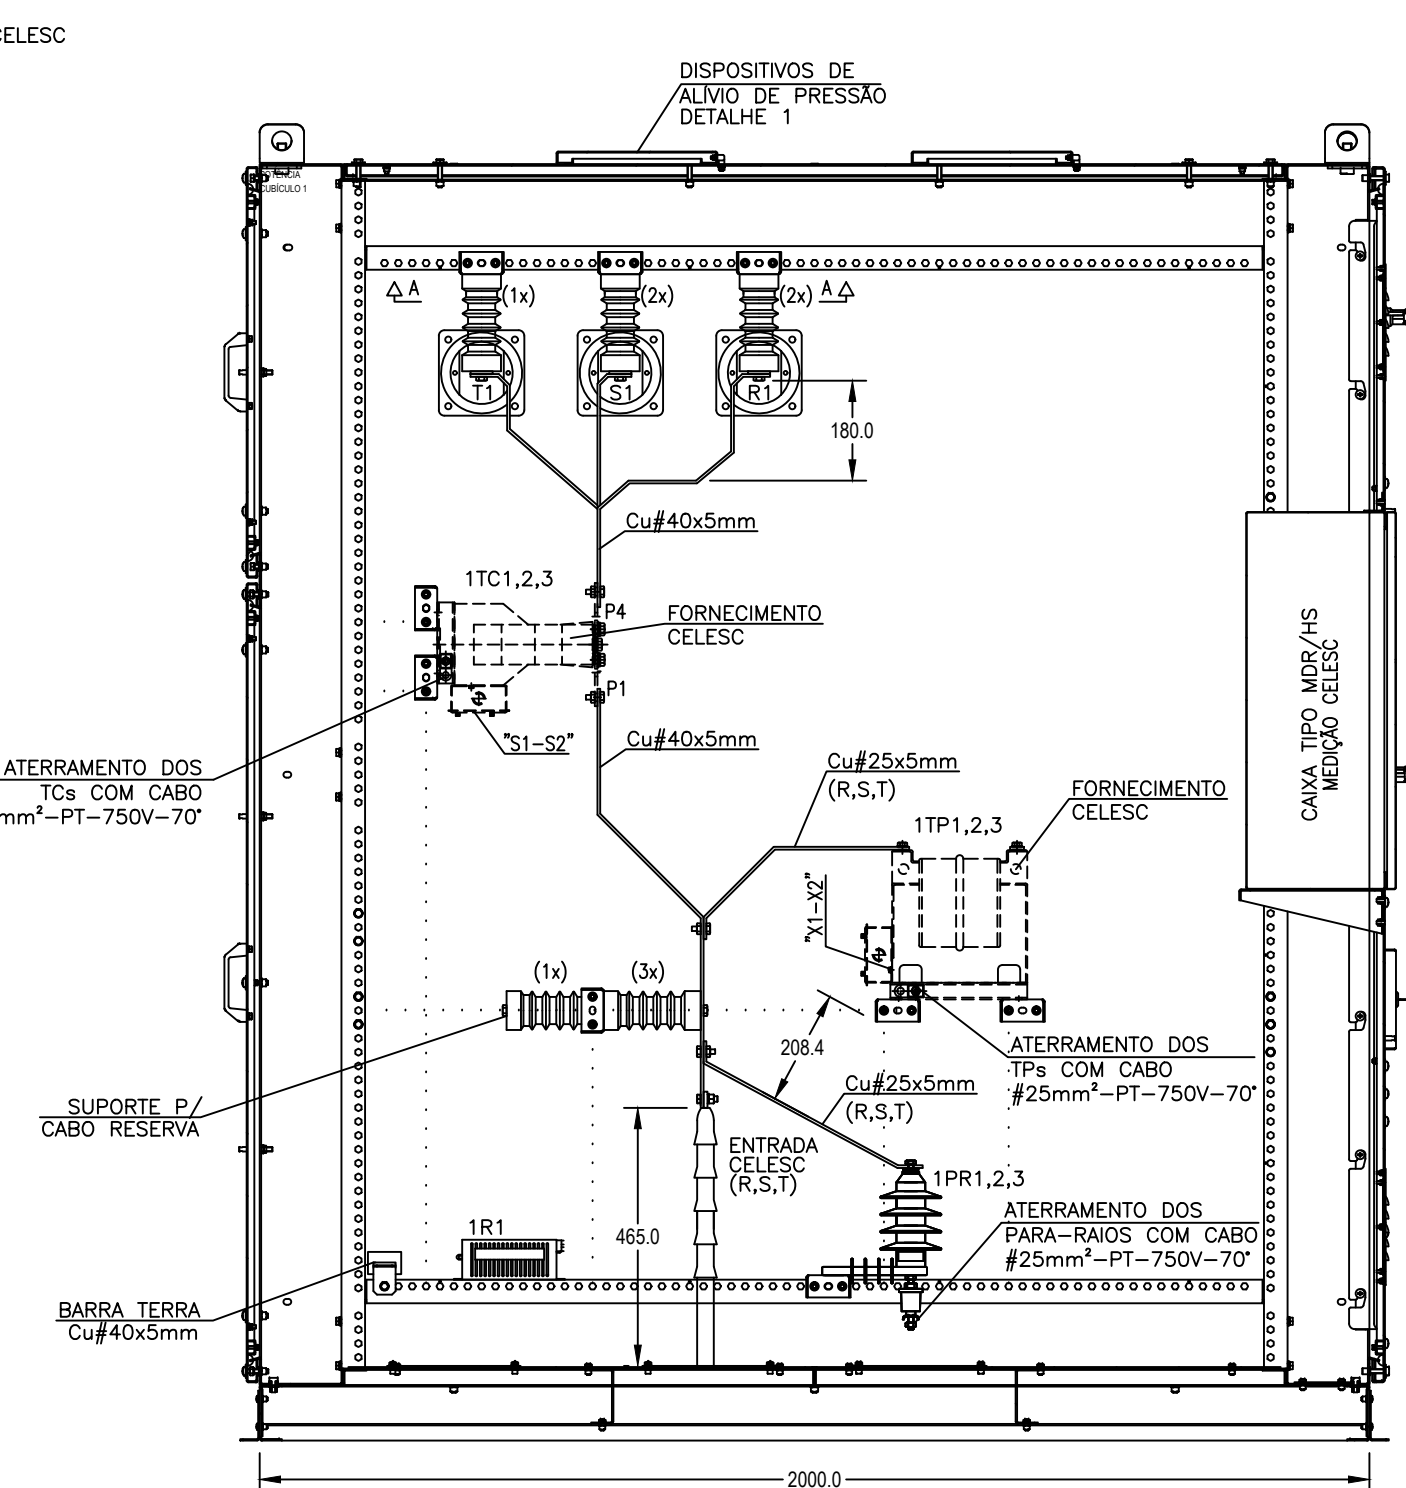 CELESC
DISPOSITIVOS DE
ALÍVIO DE PRESSÃO
DETALHE 1
POTÊNCIA
CUBÍCULO 1
A
(1x)
(2x)
(2x)
A
T1
S1
R1
180.0
Cu#40x5mm
1TC1,2,3
P4
FORNECIMENTO
CELESC
P1
"S1-S2"
ATERRAMENTO DOS
TCs COM CABO
mm²-PT-750V-70°
Cu#40x5mm
Cu#25x5mm
(R,S,T)
FORNECIMENTO
CELESC
1TP1,2,3
"X1-X2"
CAIXA TIPO MDR/HS
MEDIÇÃO CELESC
(1x)
(3x)
208.4
ATERRAMENTO DOS
TPs COM CABO
#25mm²-PT-750V-70°
Cu#25x5mm
(R,S,T)
SUPORTE P/
CABO RESERVA
ENTRADA
CELESC
(R,S,T)
1PR1,2,3
ATERRAMENTO DOS
PARA-RAIOS COM CABO
#25mm²-PT-750V-70°
465.0
1R1
BARRA TERRA
Cu#40x5mm
2000.0